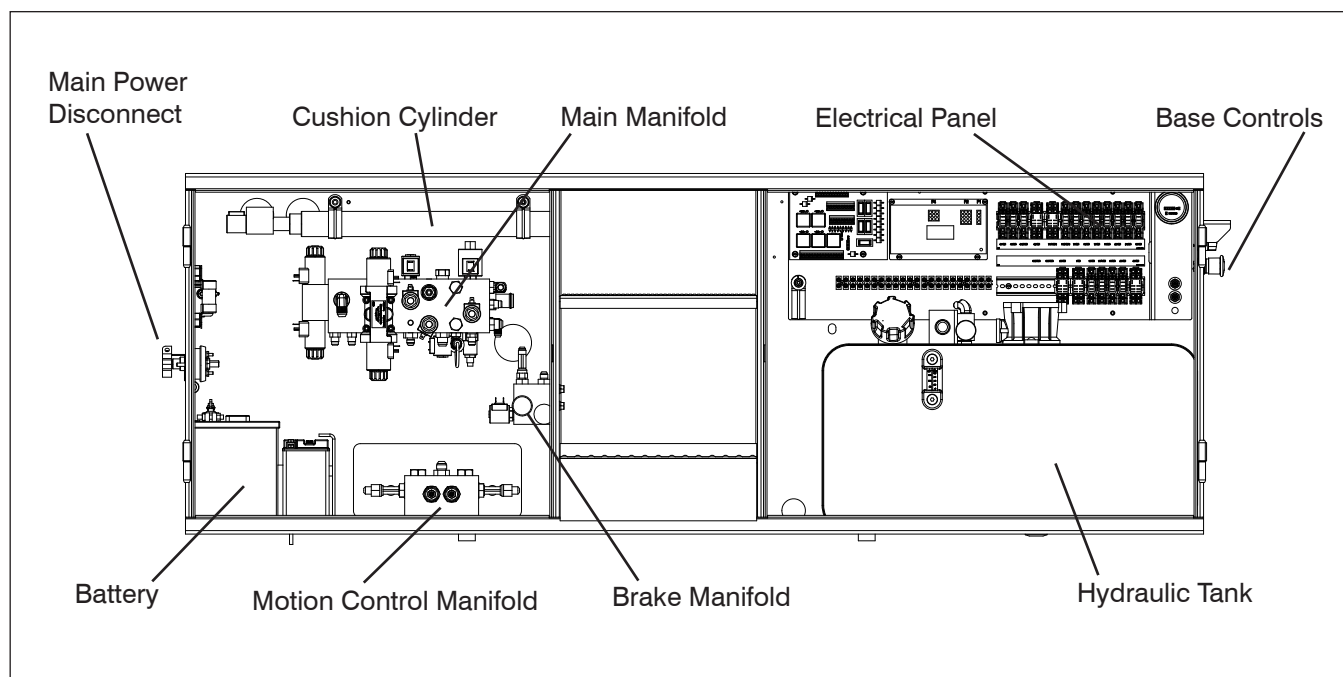 Main Power
Disconnect
Cushion Cylinder
Main Manifold
Electrical Panel
Base Controls
Battery
Motion Control Manifold
Brake Manifold
Hydraulic Tank